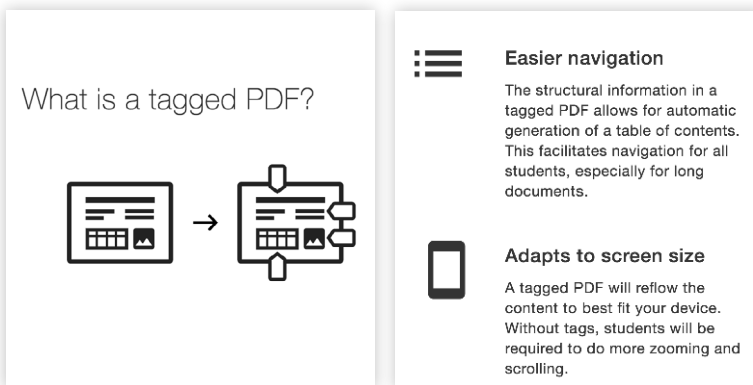 What is a tagged PDF?
Easier navigation
The structural information in a
tagged PDF allows for automatic
generation of a table of contents.
This facilitates navigation for all
students, especially for long
documents.
Adapts to screen size
A tagged PDF will reflow the
content to best fit your device.
Without tags, students will be
required to do more zooming and
scrolling.